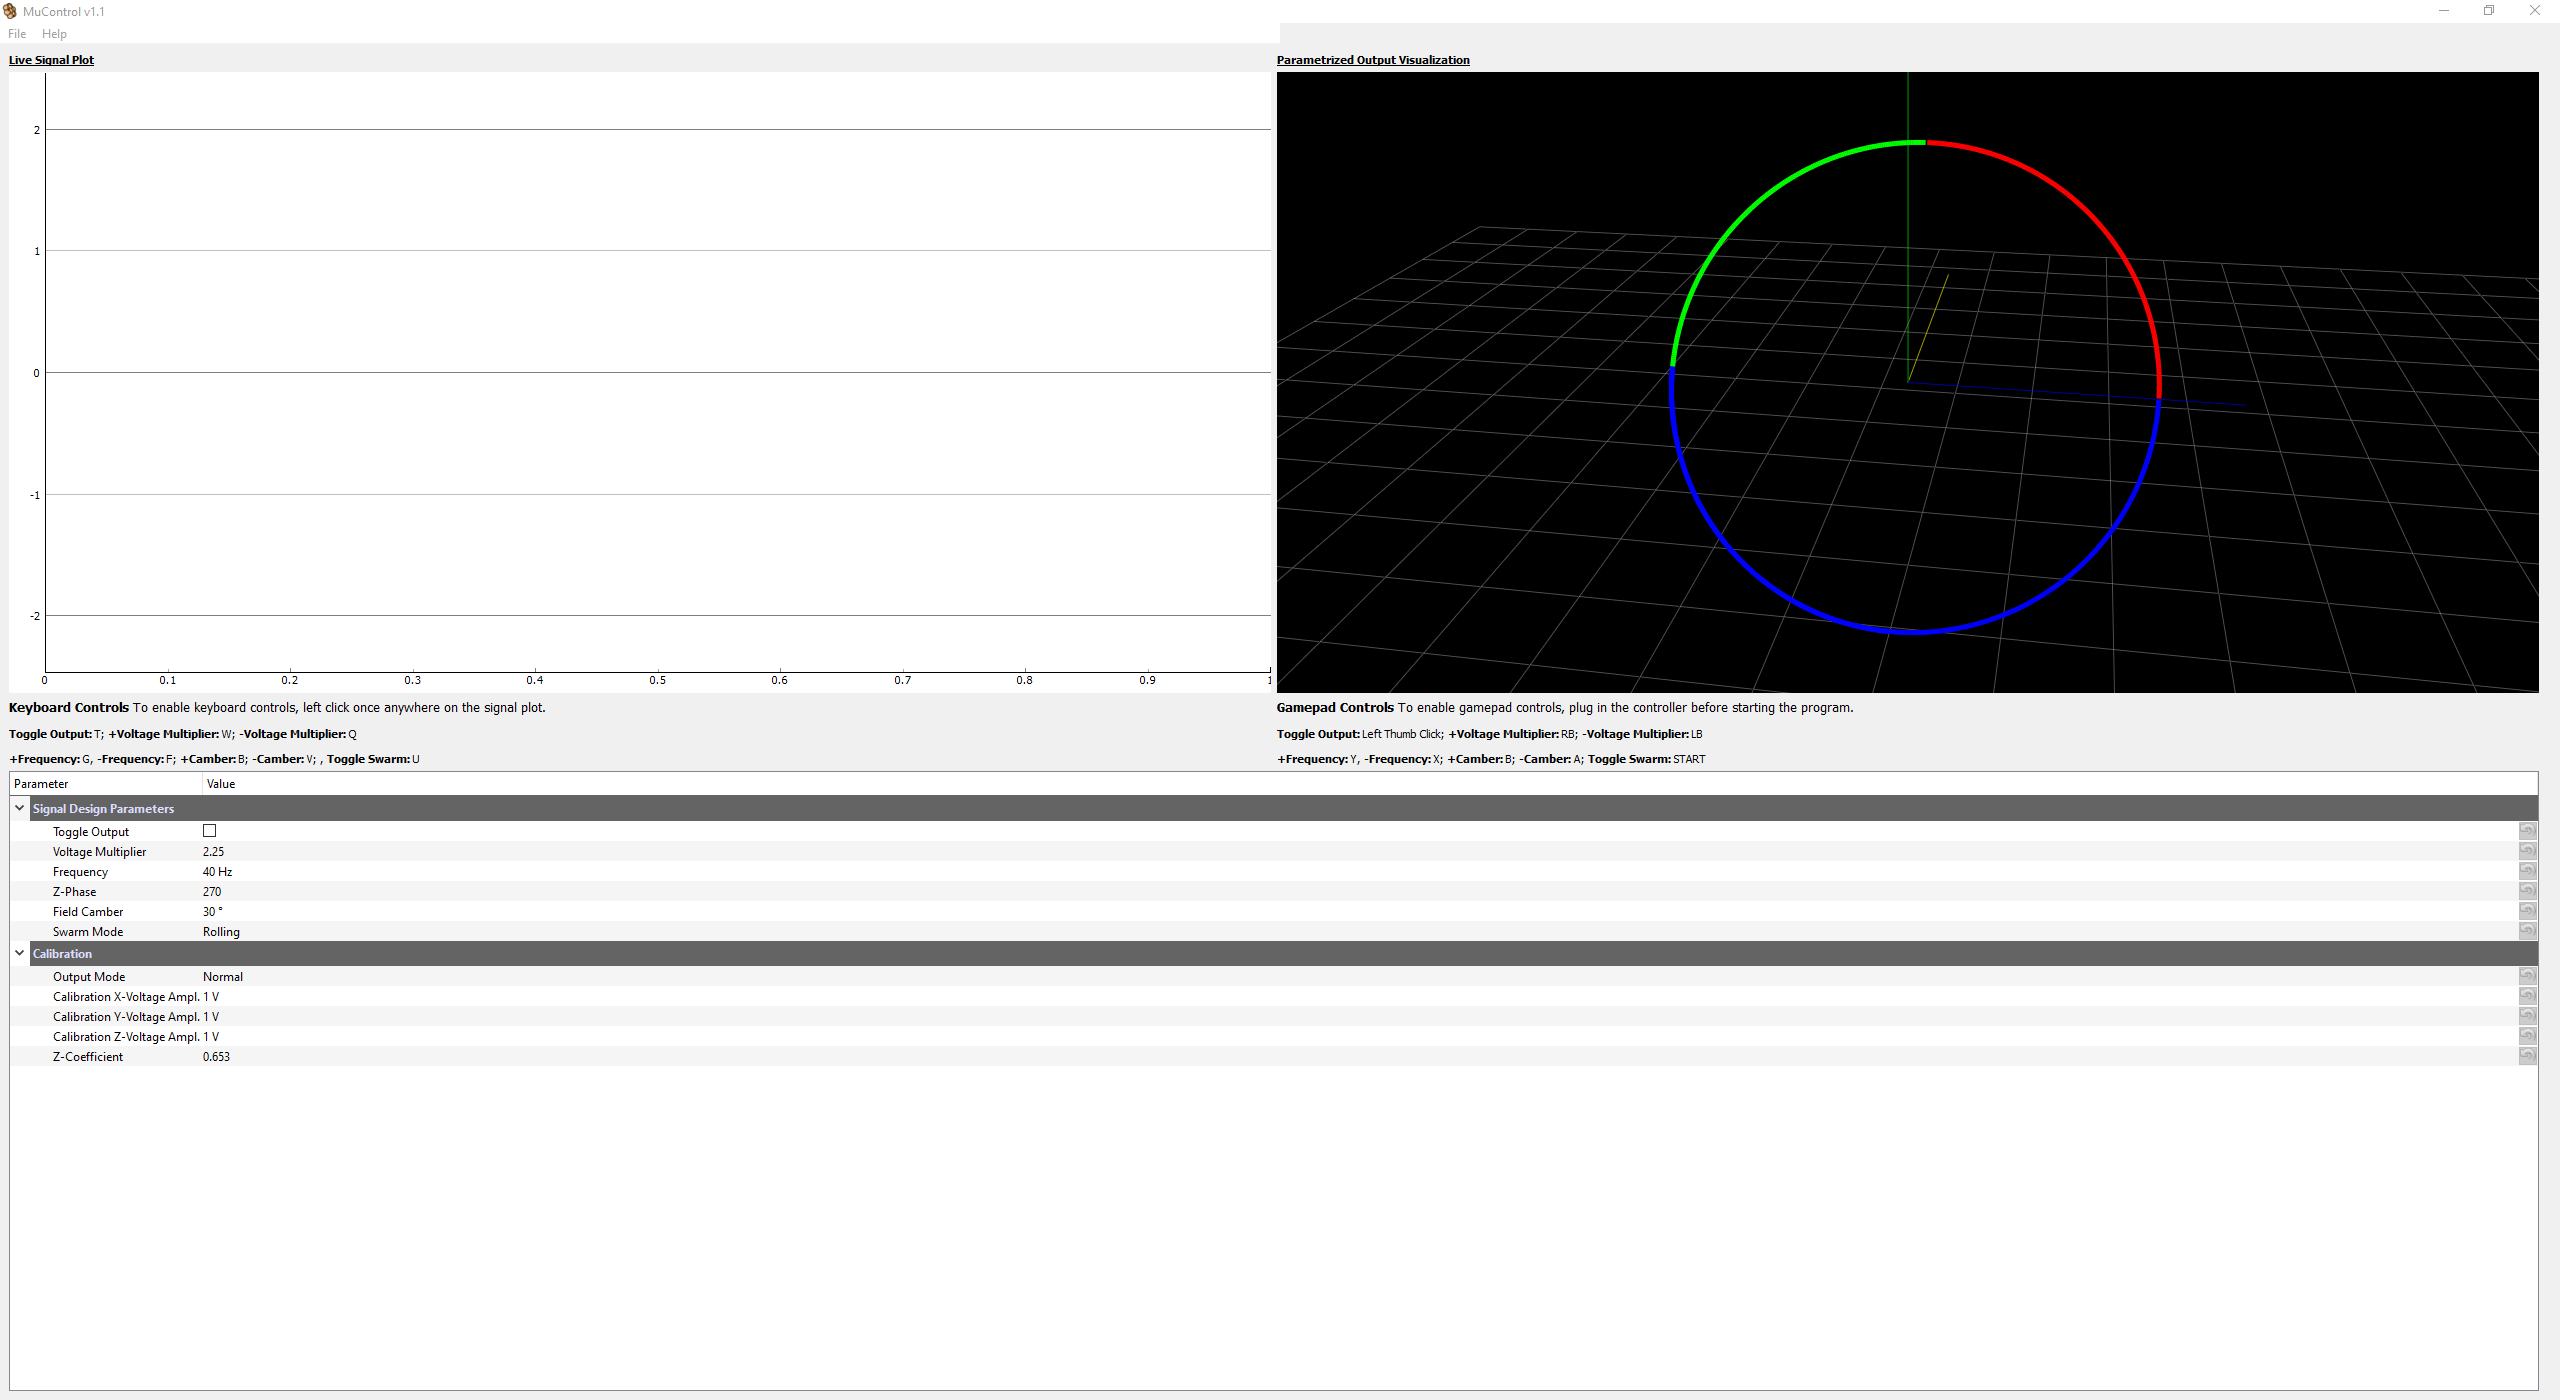 MuControl v1.1
File Help
Live Signal Plot
2
1
0
-1
-2
0 0.1 0.2 0.3 0.4 0.5 0.6 0.7 0.8 0.9 1
Parametrized Output Visualization
Keyboard Controls To enable keyboard controls, left click once anywhere on the signal plot.
Toggle Output: T; +Voltage Multiplier: W; -Voltage Multiplier: Q
+Frequency: G, -Frequency: F; +Camber: B; -Camber: V; , Toggle Swarm: U
Gamepad Controls To enable gamepad controls, plug in the controller before starting the program.
Toggle Output: Left Thumb Click; +Voltage Multiplier: RB; -Voltage Multiplier: LB
+Frequency: Y, -Frequency: X; +Camber: B; -Camber: A; Toggle Swarm: START
Parameter Value
Signal Design Parameters
Toggle Output
Voltage Multiplier 2.25
Frequency 40 Hz
Z-Phase 270
Field Camber 30 °
Swarm Mode Rolling
Calibration
Output Mode Normal
Calibration X-Voltage Ampl. 1 V
Calibration Y-Voltage Ampl. 1 V
Calibration Z-Voltage Ampl. 1 V
Z-Coefficient 0.653